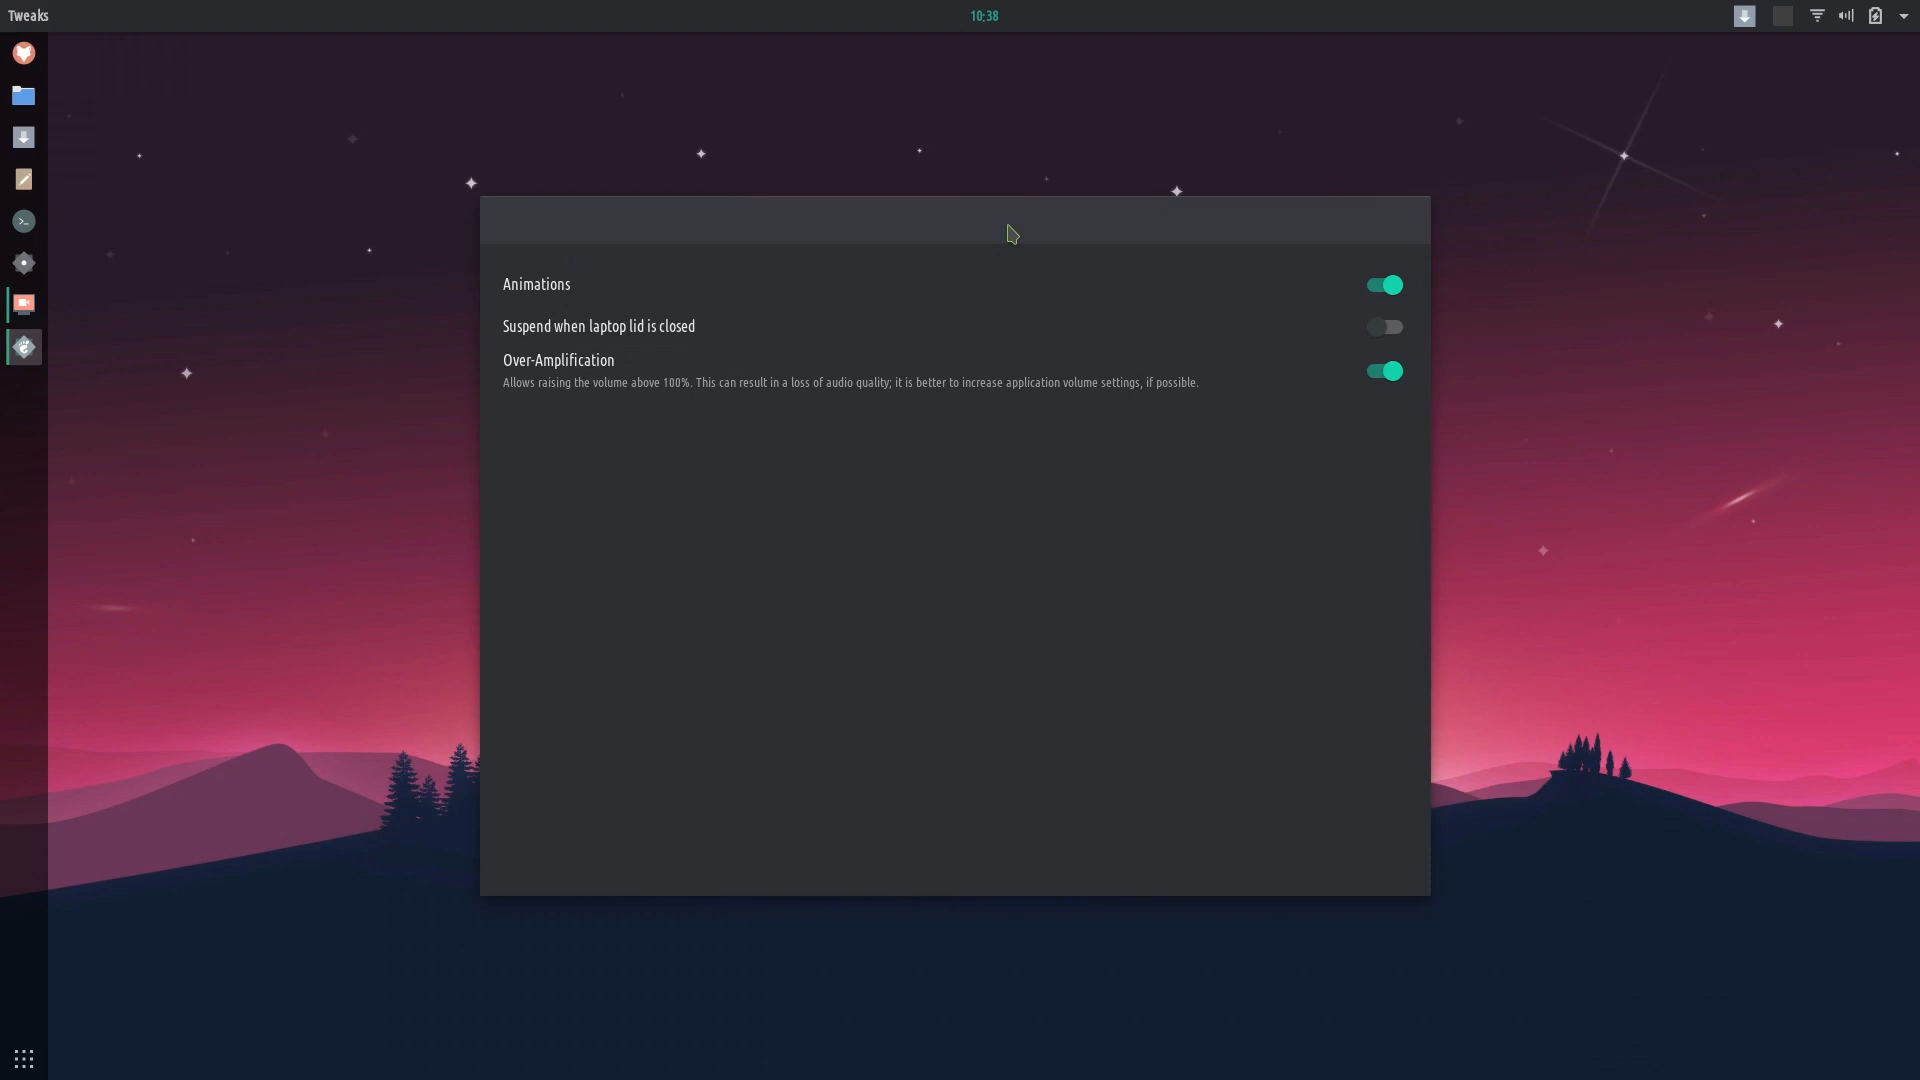 Tweaks
10:38
Animations
Suspend when laptop lid is closed
Over-Amplification
Allows raising the volume above 100%. This can result in a loss of audio quality; it is better to increase application volume settings, if possible.